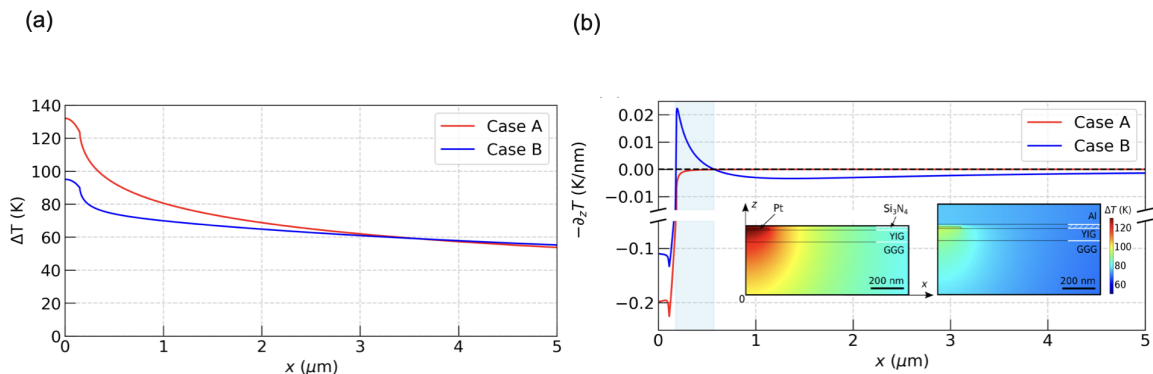 (a)
(b)
ΔT (K)
140
120
100
80
60
40
20
0
Case A
Case B
0
1
2
3
4
5
x (μm)
−∂zT (K/nm)
0.02
0.01
0.00
−0.01
−0.1
−0.2
Case A
Case B
z
Pt
Si₃N₄
YIG
GGG
200 nm
0
x
Al
YIG
GGG
200 nm
ΔT (K)
120
100
80
60
0
1
2
3
4
5
x (μm)